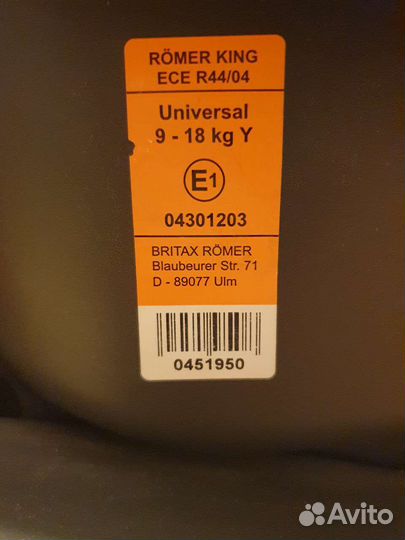 RÖMER KING
ECE R44/04
Universal
9 - 18 kg Y
E1
04301203
BRITAX RÖMER
Blaubeurer Str. 71
D - 89077 Ulm
0451950
Avito